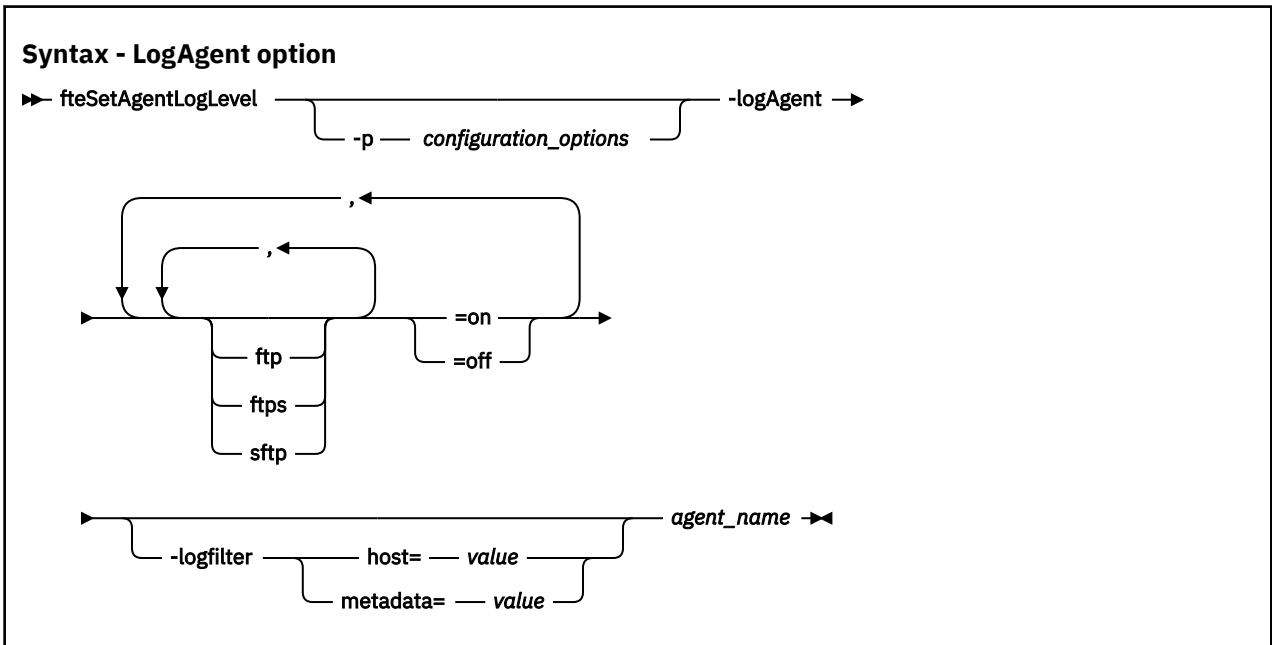 Syntax - LogAgent option
fteSetAgentLogLevel -logAgent
-p configuration_options
,
,
=on
ftp =off
ftps
sftp
agent_name
-logfilter host= value
metadata= value